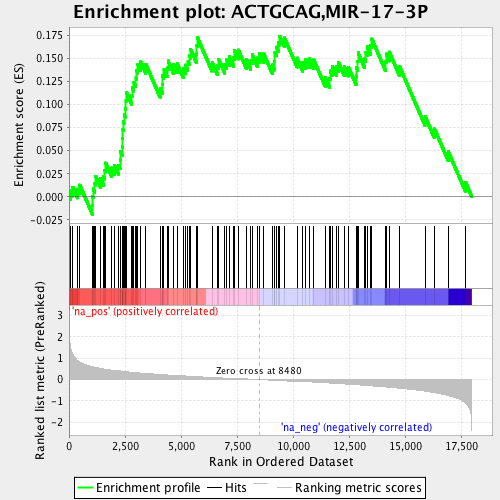 Enrichment plot: ACTGCAG,MIR-17-3P
Enrichment score (ES)
0.175
0.150
0.125
0.100
0.075
0.050
0.025
0.000
-0.025
'na_pos' (positively correlated)
Ranked list metric (PreRanked)
3
2
1
0
-1
-2
Zero cross at 8480
'na_neg' (negatively correlated)
0 2,500 5,000 7,500 10,000 12,500 15,000 17,500
Rank in Ordered Dataset
Enrichment profile Hits Ranking metric scores